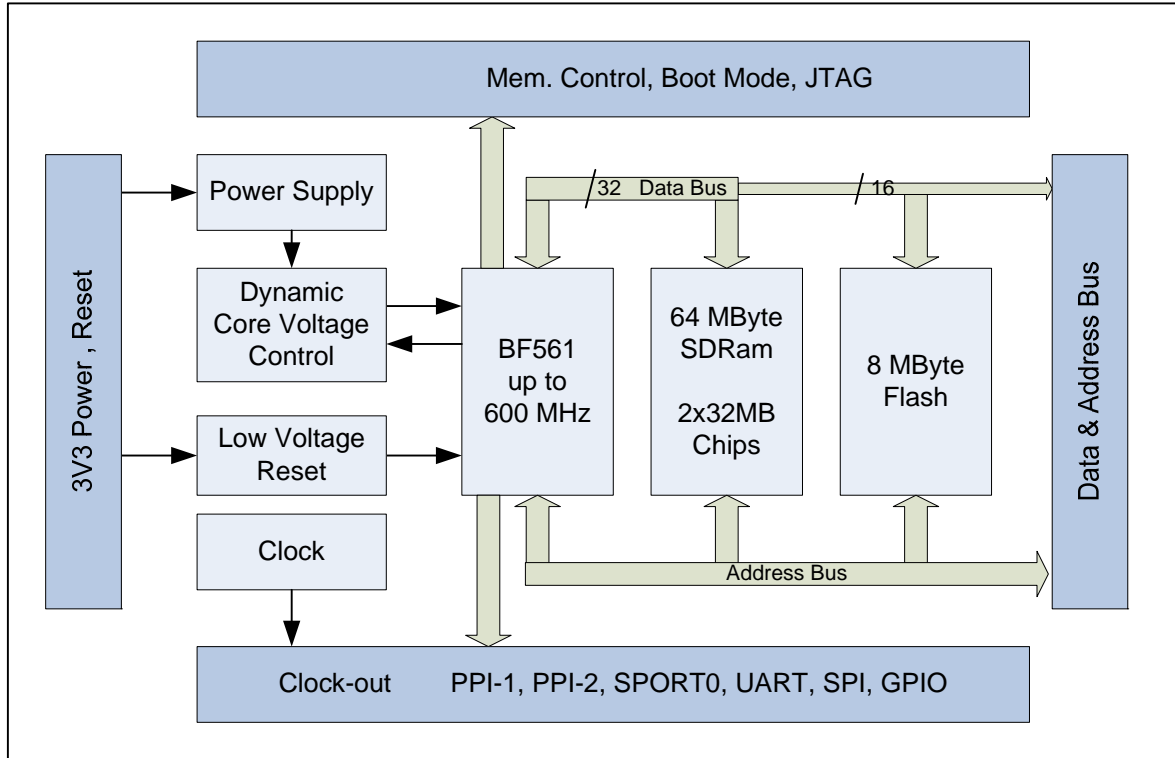 Mem. Control, Boot Mode, JTAG
3V3 Power , Reset
Power Supply
32 Data Bus
16
Dynamic
Core Voltage
Control
BF561
up to
600 MHz
64 MByte
SDRam
2x32MB
Chips
8 MByte
Flash
Data & Address Bus
Low Voltage
Reset
Clock
Address Bus
Clock-out PPI-1, PPI-2, SPORT0, UART, SPI, GPIO